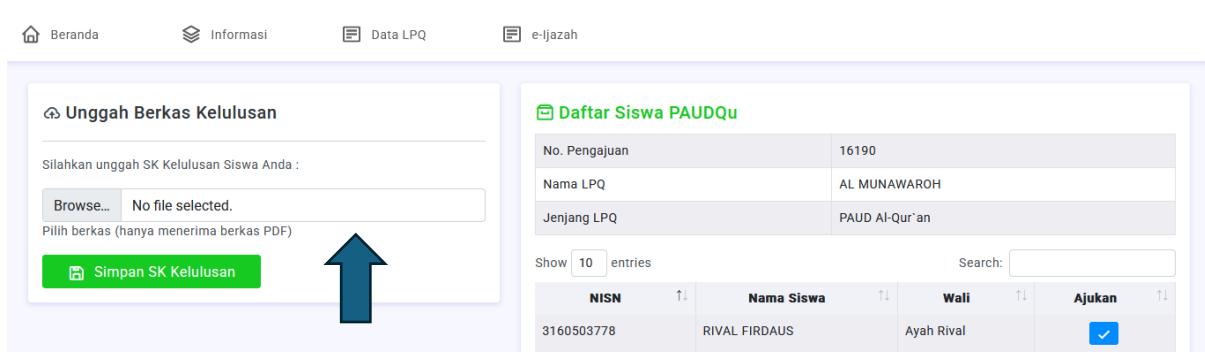 Beranda
Informasi
Data LPQ
e-Ijazah
Unggah Berkas Kelulusan
Silahkan unggah SK Kelulusan Siswa Anda :
Browse... No file selected.
Pilih berkas (hanya menerima berkas PDF)
Simpan SK Kelulusan
Daftar Siswa PAUDQu
No. Pengajuan 16190
Nama LPQ AL MUNAWAROH
Jenjang LPQ PAUD Al-Qur`an
Show 10 entries Search:
NISN Nama Siswa Wali Ajukan
3160503778 RIVAL FIRDAUS Ayah Rival